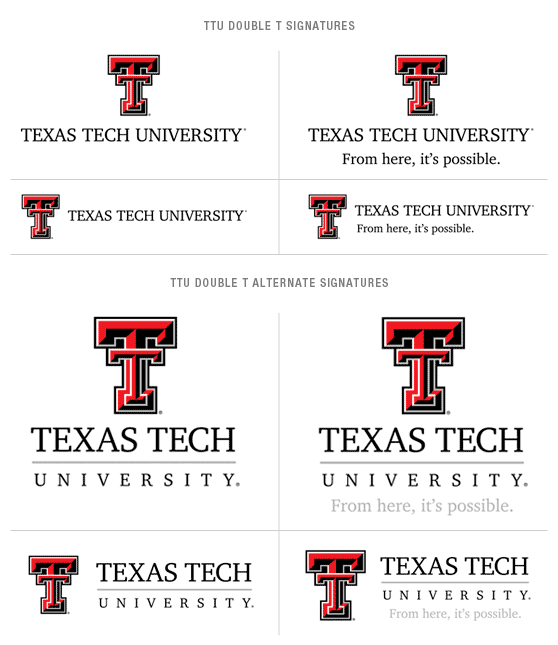 TTU DOUBLE T SIGNATURES
TEXAS TECH UNIVERSITY
TEXAS TECH UNIVERSITY
From here, it's possible.
TEXAS TECH UNIVERSITY
TEXAS TECH UNIVERSITY
From here, it's possible.
TTU DOUBLE T ALTERNATE SIGNATURES
TEXAS TECH
UNIVERSITY®
TEXAS TECH
UNIVERSITY®
From here, it's possible.
TEXAS TECH
UNIVERSITY
TEXAS TECH
UNIVERSITY
From here, it's possible.